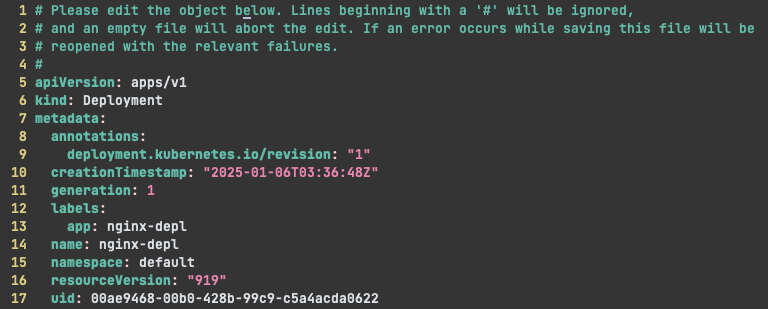 1 # Please edit the object below. Lines beginning with a '#' will be ignored,
2 # and an empty file will abort the edit. If an error occurs while saving this file will be
3 # reopened with the relevant failures.
4 #
5 apiVersion: apps/v1
6 kind: Deployment
7 metadata:
8   annotations:
9     deployment.kubernetes.io/revision: "1"
10   creationTimestamp: "2025-01-06T03:36:48Z"
11   generation: 1
12   labels:
13     app: nginx-depl
14   name: nginx-depl
15   namespace: default
16   resourceVersion: "919"
17   uid: 00ae9468-00b0-428b-99c9-c5a4acda0622